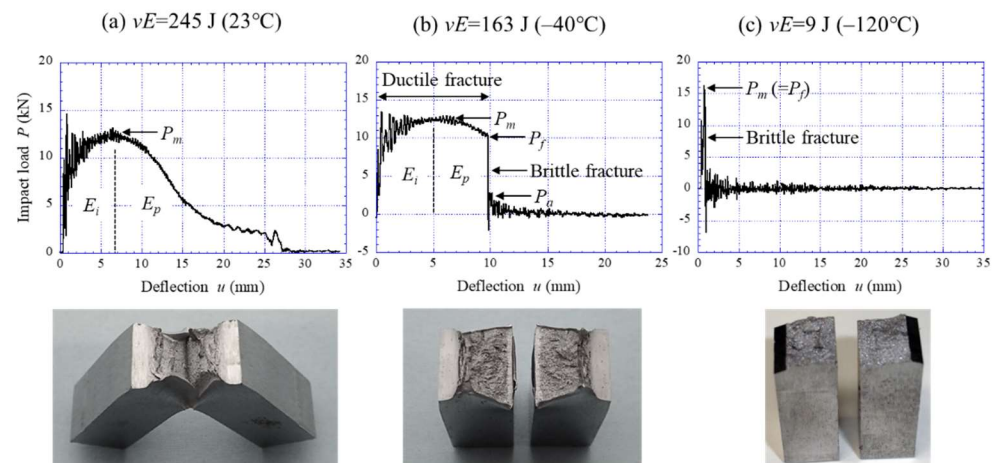 (a) vE=245 J (23°C)
(b) vE=163 J (–40°C)
(c) vE=9 J (–120°C)
Impact load P (kN)
20
15
10
5
0
Pm
Ei
Ep
0 5 10 15 20 25 30 35
Deflection u (mm)
20
15
10
5
0
-5
Ductile fracture
Pm
Pf
Brittle fracture
Pa
Ei
Ep
0 5 10 15 20 25
Deflection u (mm)
20
15
10
5
0
-5
-10
Pm (=Pf)
Brittle fracture
0 5 10 15 20 25 30 35
Deflection u (mm)